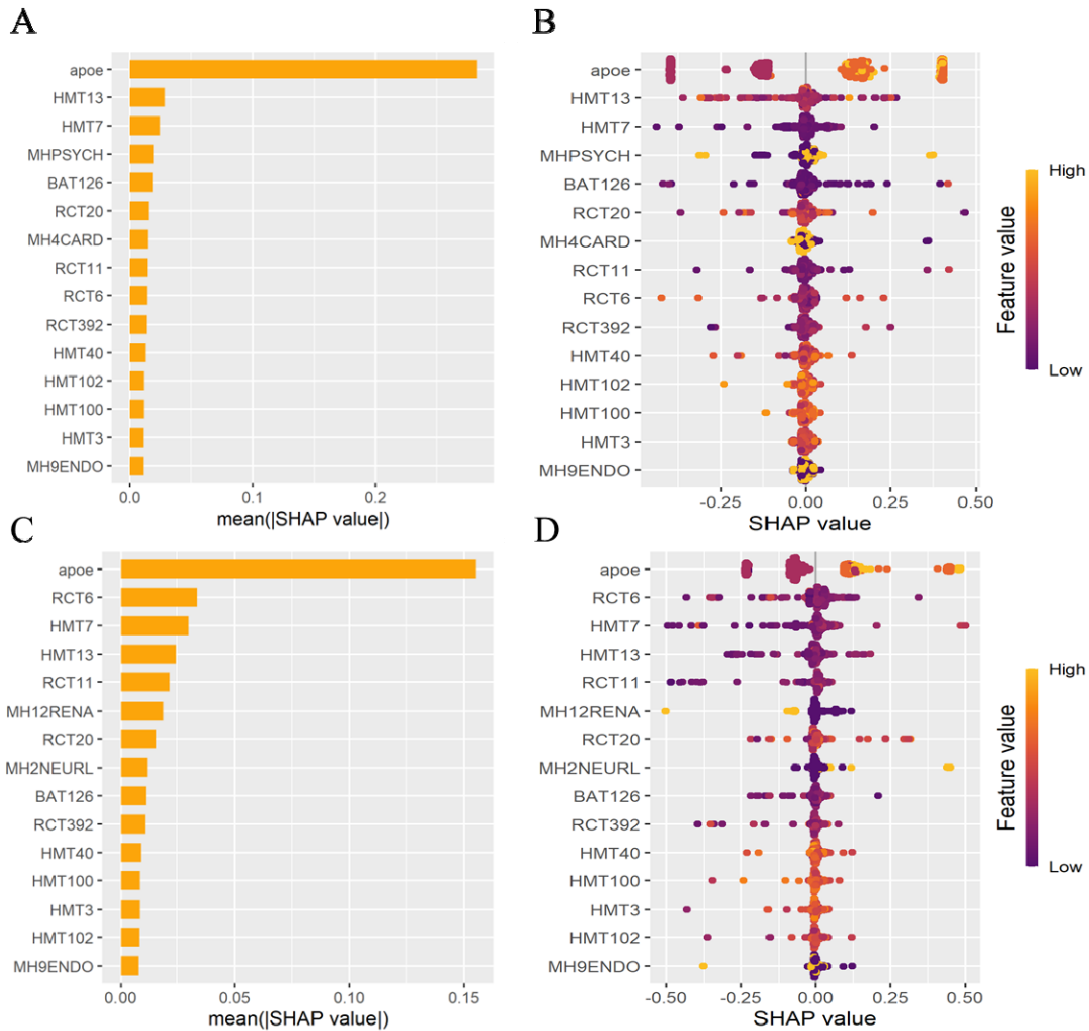 A
apoe
HMT13
HMT7
MHPSYCH
BAT126
RCT20
MH4CARD
RCT11
RCT6
RCT392
HMT40
HMT102
HMT100
HMT3
MH9ENDO
0.0 0.1 0.2
mean(|SHAP value|)
B
apoe
HMT13
HMT7
MHPSYCH
BAT126
RCT20
MH4CARD
RCT11
RCT6
RCT392
HMT40
HMT102
HMT100
HMT3
MH9ENDO
-0.25 0.00 0.25 0.50
SHAP value
High
Feature value
Low
C
apoe
RCT6
HMT7
HMT13
RCT11
MH12RENA
RCT20
MH2NEURL
BAT126
RCT392
HMT40
HMT100
HMT3
HMT102
MH9ENDO
0.00 0.05 0.10 0.15
mean(|SHAP value|)
D
apoe
RCT6
HMT7
HMT13
RCT11
MH12RENA
RCT20
MH2NEURL
BAT126
RCT392
HMT40
HMT100
HMT3
HMT102
MH9ENDO
-0.50 -0.25 0.00 0.25 0.50
SHAP value
High
Feature value
Low